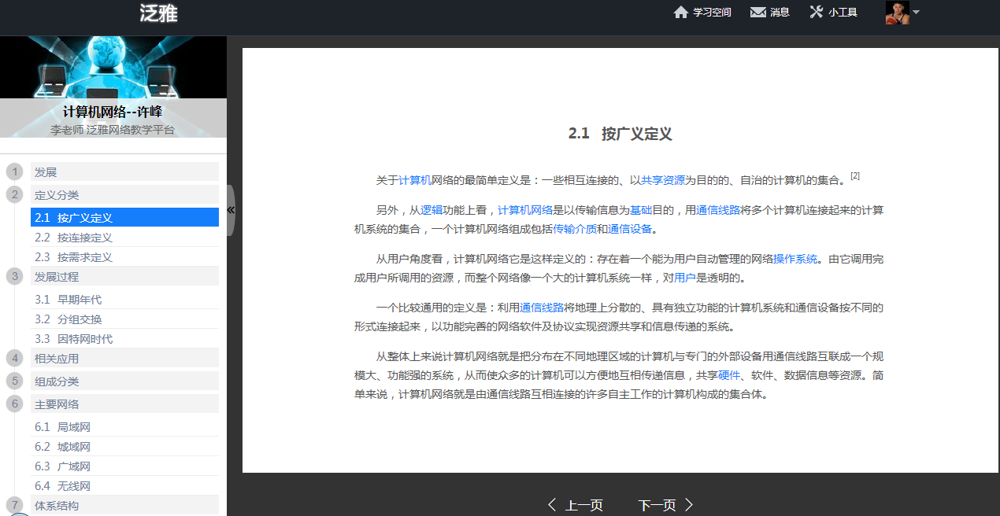 泛雅
学习空间 消息 小工具
计算机网络--许峰
李老师 泛雅网络教学平台
1 发展
2 定义分类
2.1 按广义定义
2.2 按连接定义
2.3 按需求定义
3 发展过程
3.1 早期年代
3.2 分组交换
3.3 因特网时代
4 相关应用
5 组成分类
6 主要网络
6.1 局域网
6.2 城域网
6.3 广域网
6.4 无线网
7 体系结构
«
2.1 按广义定义
关于计算机网络的最简单定义是：一些相互连接的、以共享资源为目的的、自治的计算机的集合。[2]
另外，从逻辑功能上看，计算机网络是以传输信息为基础目的，用通信线路将多个计算机连接起来的计算
机系统的集合，一个计算机网络组成包括传输介质和通信设备。
从用户角度看，计算机网络它是这样定义的：存在着一个能为用户自动管理的网络操作系统。由它调用完
成用户所调用的资源，而整个网络像一个大的计算机系统一样，对用户是透明的。
一个比较通用的定义是：利用通信线路将地理上分散的、具有独立功能的计算机系统和通信设备按不同的
形式连接起来，以功能完善的网络软件及协议实现资源共享和信息传递的系统。
从整体上来说计算机网络就是把分布在不同地理区域的计算机与专门的外部设备用通信线路互联成一个规
模大、功能强的系统，从而使众多的计算机可以方便地互相传递信息，共享硬件、软件、数据信息等资源。简
单来说，计算机网络就是由通信线路互相连接的许多自主工作的计算机构成的集合体。
上一页 下一页